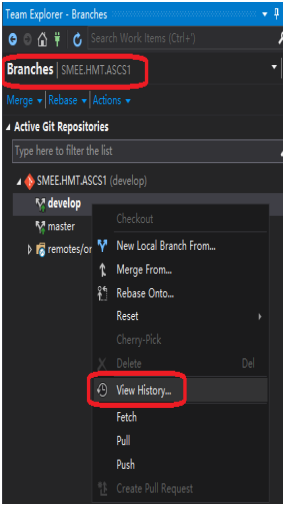 Team Explorer - Branches
Search Work Items (Ctrl+')
Branches | SMEE.HMT.ASCS1
Merge | Rebase | Actions
Active Git Repositories
Type here to filter the list
SMEE.HMT.ASCS1 (develop)
develop
master
remotes/or
Checkout
New Local Branch From...
Merge From...
Rebase Onto...
Reset
Cherry-Pick
Delete Del
View History...
Fetch
Pull
Push
Create Pull Request